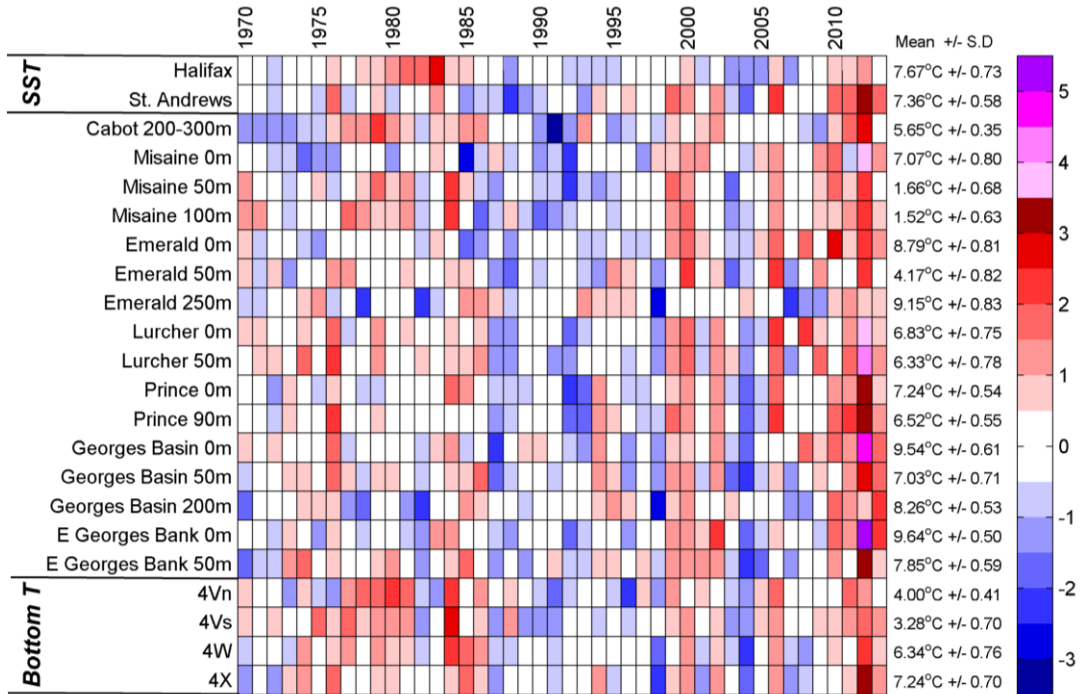 1970 1975 1980 1985 1990 1995 2000 2005 2010
Mean +/- S.D
SST
Halifax 7.67°C +/- 0.73
St. Andrews 7.36°C +/- 0.58
Cabot 200-300m 5.65°C +/- 0.35
Misaine 0m 7.07°C +/- 0.80
Misaine 50m 1.66°C +/- 0.68
Misaine 100m 1.52°C +/- 0.63
Emerald 0m 8.79°C +/- 0.81
Emerald 50m 4.17°C +/- 0.82
Emerald 250m 9.15°C +/- 0.83
Lurcher 0m 6.83°C +/- 0.75
Lurcher 50m 6.33°C +/- 0.78
Prince 0m 7.24°C +/- 0.54
Prince 90m 6.52°C +/- 0.55
Georges Basin 0m 9.54°C +/- 0.61
Georges Basin 50m 7.03°C +/- 0.71
Georges Basin 200m 8.26°C +/- 0.53
E Georges Bank 0m 9.64°C +/- 0.50
E Georges Bank 50m 7.85°C +/- 0.59
Bottom T
4Vn 4.00°C +/- 0.41
4Vs 3.28°C +/- 0.70
4W 6.34°C +/- 0.76
4X 7.24°C +/- 0.70
5
4
3
2
1
0
-1
-2
-3